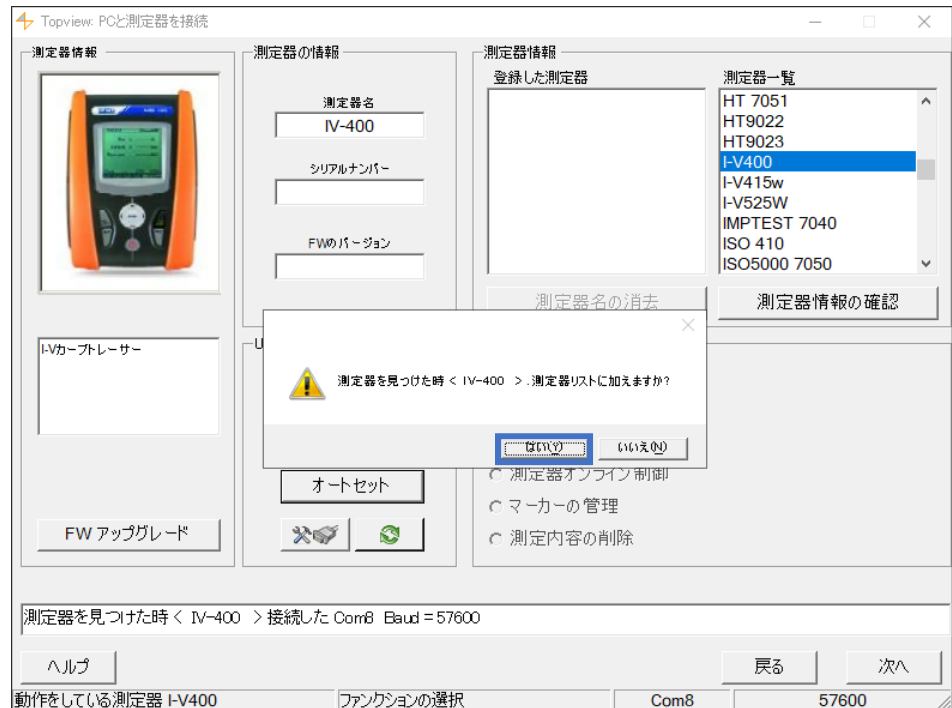 Topview: PCと測定器を接続
測定器情報
測定器の情報
測定器名
IV-400
シリアルナンバー
FWのバージョン
測定器情報
登録した測定器
測定器一覧
HT 7051
HT9022
HT9023
I-V400
I-V415w
I-V525W
IMPTEST 7040
ISO 410
ISO5000 7050
測定器名の消去
測定器情報の確認
I-Vカーブトレーサー
U
測定器を見つけた時 < IV-400 > .測定器リストに加えますか?
はい(Y)
いいえ(N)
オートセット
測定器オンライン制御
マーカーの管理
測定内容の削除
FW アップグレード
測定器を見つけた時 < IV-400 > 接続した Com8 Baud = 57600
ヘルプ
戻る
次へ
動作をしている測定器 I-V400
ファンクションの選択
Com8
57600